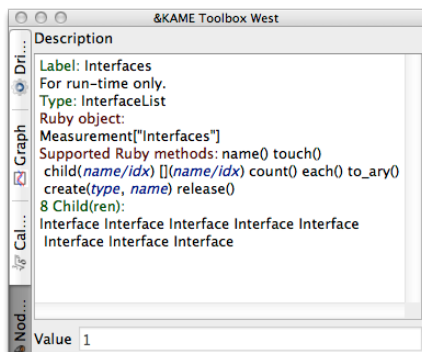 &KAME Toolbox West
Description
Dri...
Graph
Cal...
Nod...
Label: Interfaces
For run-time only.
Type: InterfaceList
Ruby object:
Measurement["Interfaces"]
Supported Ruby methods: name() touch()
child(name/idx) [](name/idx) count() each() to_ary()
create(type, name) release()
8 Child(ren):
Interface Interface Interface Interface Interface
Interface Interface Interface
Value 1